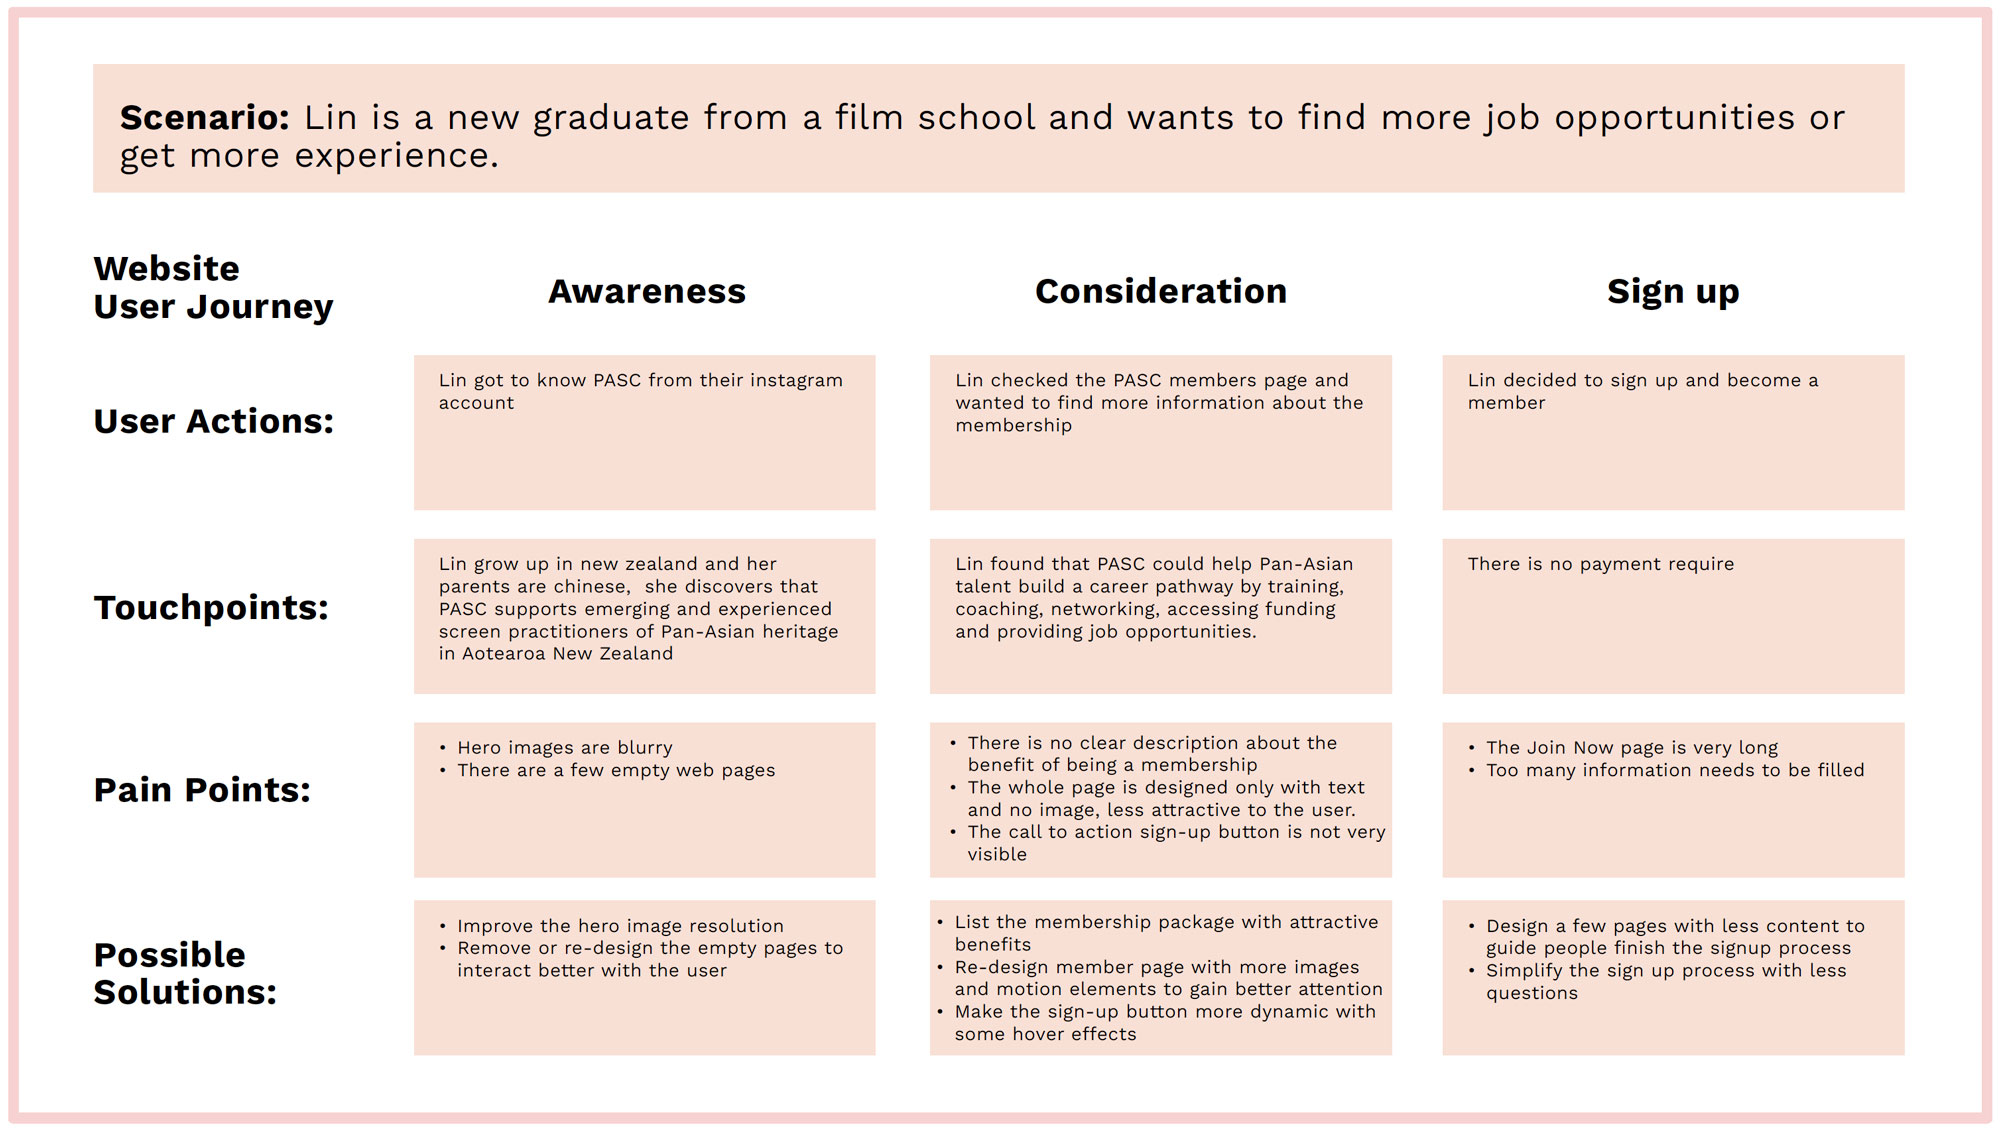 Scenario: Lin is a new graduate from a film school and wants to find more job opportunities or
get more experience.
Website
User Journey
Awareness
Consideration
Sign up
User Actions:
Lin got to know PASC from their instagram
account
Lin checked the PASC members page and
wanted to find more information about the
membership
Lin decided to sign up and become a
member
Touchpoints:
Lin grow up in new zealand and her
parents are chinese,  she discovers that
PASC supports emerging and experienced
screen practitioners of Pan-Asian heritage
in Aotearoa New Zealand
Lin found that PASC could help Pan-Asian
talent build a career pathway by training,
coaching, networking, accessing funding
and providing job opportunities.
There is no payment require
Pain Points:
• Hero images are blurry
• There are a few empty web pages
• There is no clear description about the
benefit of being a membership
• The whole page is designed only with text
and no image, less attractive to the user.
• The call to action sign-up button is not very
visible
• The Join Now page is very long
• Too many information needs to be filled
Possible
Solutions:
• Improve the hero image resolution
• Remove or re-design the empty pages to
interact better with the user
• List the membership package with attractive
benefits
• Re-design member page with more images
and motion elements to gain better attention
• Make the sign-up button more dynamic with
some hover effects
• Design a few pages with less content to
guide people finish the signup process
• Simplify the sign up process with less
questions